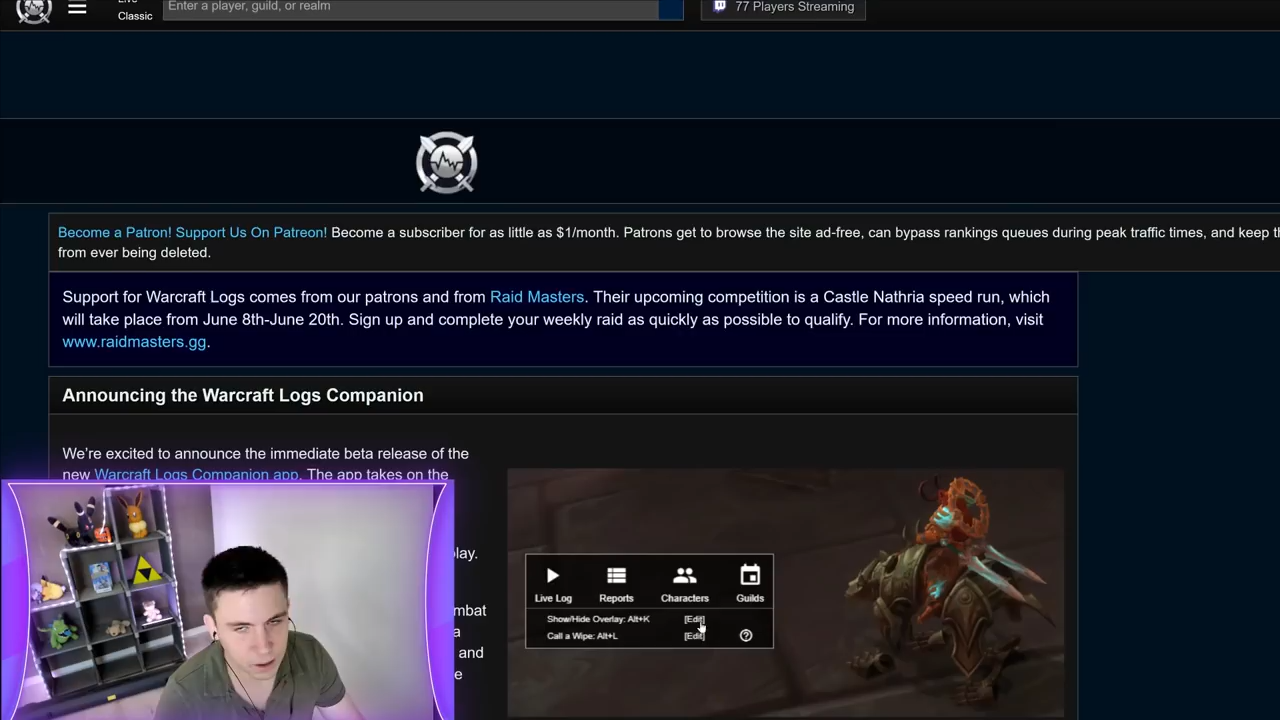 Live
Classic
Enter a player, guild, or realm
77 Players Streaming
Become a Patron! Support Us On Patreon! Become a subscriber for as little as $1/month. Patrons get to browse the site ad-free, can bypass rankings queues during peak traffic times, and keep
from ever being deleted.
Support for Warcraft Logs comes from our patrons and from Raid Masters. Their upcoming competition is a Castle Nathria speed run, which
will take place from June 8th-June 20th. Sign up and complete your weekly raid as quickly as possible to qualify. For more information, visit
www.raidmasters.gg.
Announcing the Warcraft Logs Companion
We're excited to announce the immediate beta release of the
new Warcraft Logs Companion app. The app takes on the
play.
a
and
Live Log Reports Characters Guilds
Show/Hide Overlay: Alt+K [Edit]
Call a Wipe: Alt+L [Edit]